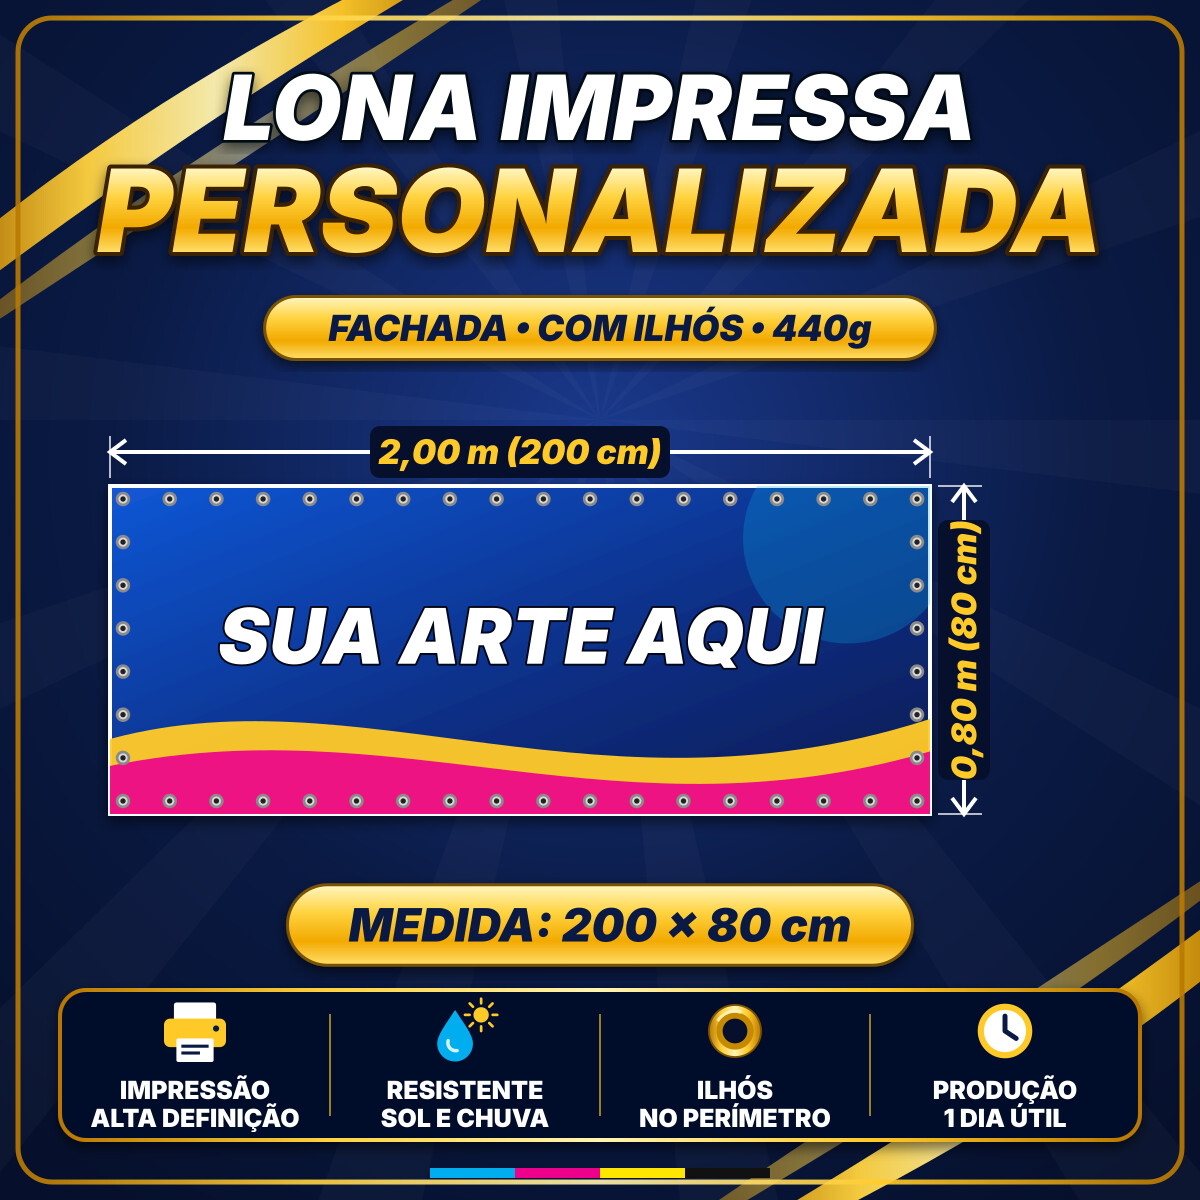 LONA IMPRESSA
PERSONALIZADA
FACHADA • COM ILHÓS • 440g
2,00 m (200 cm)
0,80 m (80 cm)
SUA ARTE AQUI
MEDIDA: 200 × 80 cm
IMPRESSÃO
ALTA DEFINIÇÃO
RESISTENTE
SOL E CHUVA
ILHÓS
NO PERÍMETRO
PRODUÇÃO
1 DIA ÚTIL